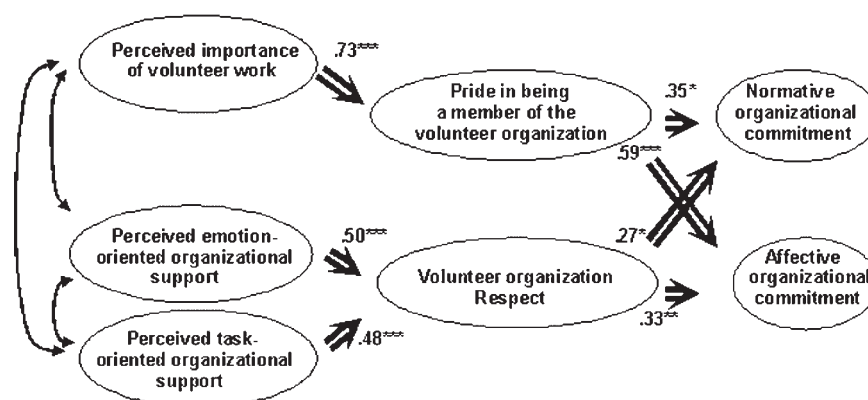 Perceived importance
of volunteer work
.73***
Pride in being
a member of the
volunteer organization
.35*
.59***
Normative
organizational
commitment
Perceived emotion-
oriented organizational
support
.50***
Volunteer organization
Respect
.27*
.33**
Affective
organizational
commitment
Perceived task-
oriented organizational
support
.48***